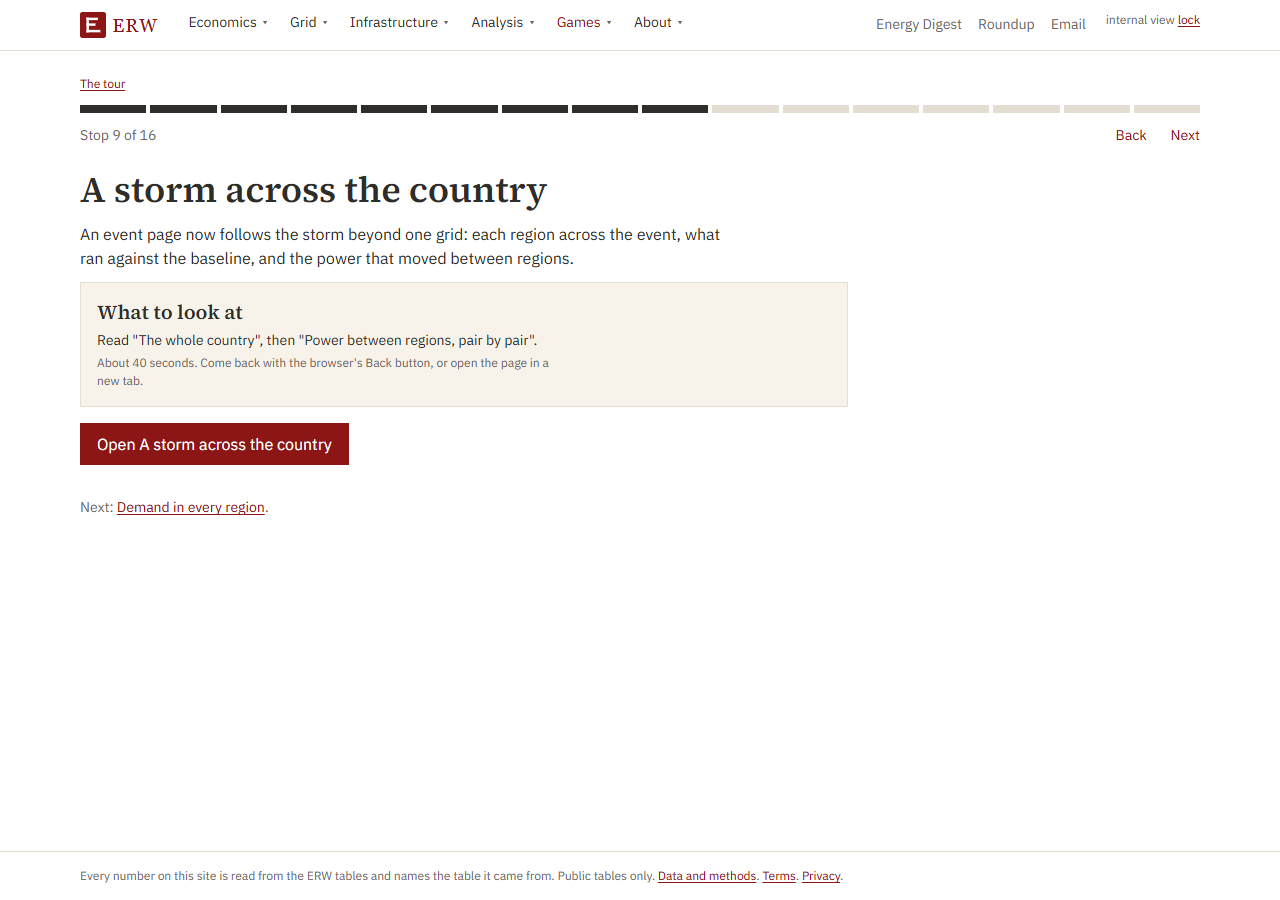 E ERW Economics ▾ Grid ▾ Infrastructure ▾ Analysis ▾ Games ▾ About ▾ Energy Digest Roundup Email internal view lock
The tour
Stop 9 of 16 Back Next
A storm across the country
An event page now follows the storm beyond one grid: each region across the event, what
ran against the baseline, and the power that moved between regions.
What to look at
Read "The whole country", then "Power between regions, pair by pair".
About 40 seconds. Come back with the browser's Back button, or open the page in a
new tab.
Open A storm across the country
Next: Demand in every region.
Every number on this site is read from the ERW tables and names the table it came from. Public tables only. Data and methods. Terms. Privacy.